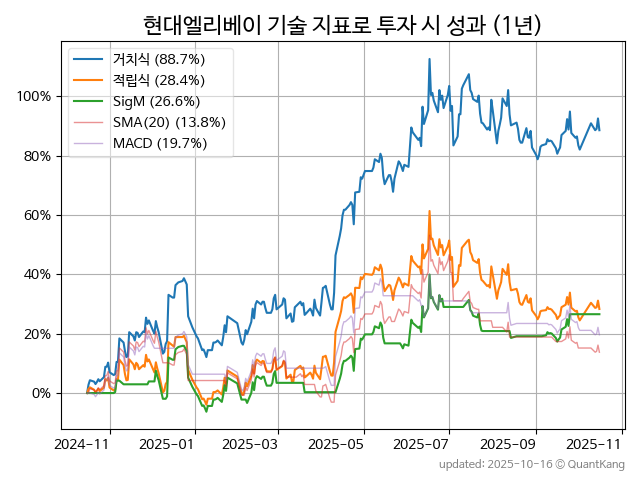 현대엘리베이 기술 지표로 투자 시 성과 (1년)
거치식 (88.7%)
적립식 (28.4%)
SigM (26.6%)
SMA(20) (13.8%)
MACD (19.7%)
100%
80%
60%
40%
20%
0%
2024-11 2025-01 2025-03 2025-05 2025-07 2025-09 2025-11
updated: 2025-10-16 © QuantKang